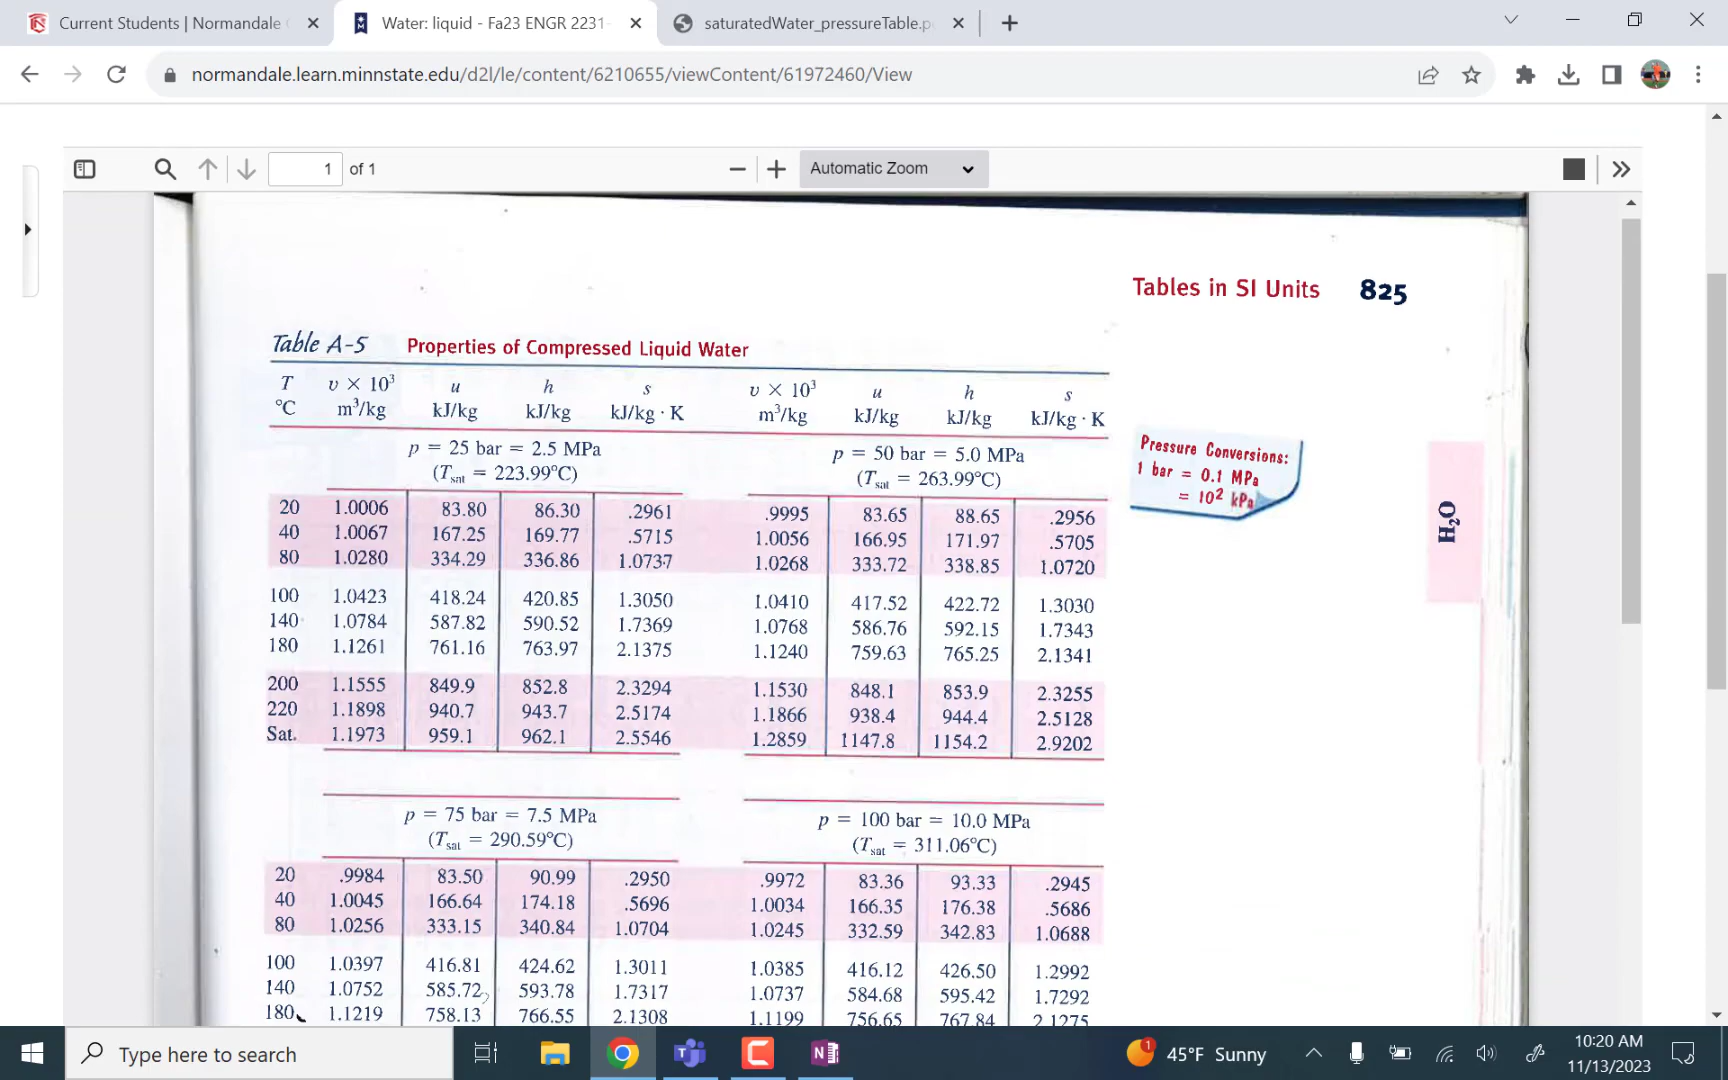 Current Students | Normandale
Water: liquid - Fa23 ENGR 2231-
saturatedWater_pressureTable.p
normandale.learn.minnstate.edu/d2l/le/content/6210655/viewContent/61972460/View
1 of 1
Automatic Zoom
Tables in SI Units 825
Table A-5 Properties of Compressed Liquid Water
T υ × 10³ u h s υ × 10³ u h s
°C m³/kg kJ/kg kJ/kg kJ/kg · K m³/kg kJ/kg kJ/kg kJ/kg · K
p = 25 bar = 2.5 MPa p = 50 bar = 5.0 MPa
(Tsat = 223.99°C) (Tsat = 263.99°C)
20 1.0006 83.80 86.30 .2961 .9995 83.65 88.65 .2956
40 1.0067 167.25 169.77 .5715 1.0056 166.95 171.97 .5705
80 1.0280 334.29 336.86 1.0737 1.0268 333.72 338.85 1.0720
100 1.0423 418.24 420.85 1.3050 1.0410 417.52 422.72 1.3030
140 1.0784 587.82 590.52 1.7369 1.0768 586.76 592.15 1.7343
180 1.1261 761.16 763.97 2.1375 1.1240 759.63 765.25 2.1341
200 1.1555 849.9 852.8 2.3294 1.1530 848.1 853.9 2.3255
220 1.1898 940.7 943.7 2.5174 1.1866 938.4 944.4 2.5128
Sat. 1.1973 959.1 962.1 2.5546 1.2859 1147.8 1154.2 2.9202
p = 75 bar = 7.5 MPa p = 100 bar = 10.0 MPa
(Tsat = 290.59°C) (Tsat = 311.06°C)
20 .9984 83.50 90.99 .2950 .9972 83.36 93.33 .2945
40 1.0045 166.64 174.18 .5696 1.0034 166.35 176.38 .5686
80 1.0256 333.15 340.84 1.0704 1.0245 332.59 342.83 1.0688
100 1.0397 416.81 424.62 1.3011 1.0385 416.12 426.50 1.2992
140 1.0752 585.72 593.78 1.7317 1.0737 584.68 595.42 1.7292
180 1.1219 758.13 766.55 2.1308 1.1199 756.65 767.84 2.1275
Pressure Conversions:
1 bar = 0.1 MPa
= 10² kPa
H₂O
Type here to search
1
45°F Sunny
10:20 AM
11/13/2023